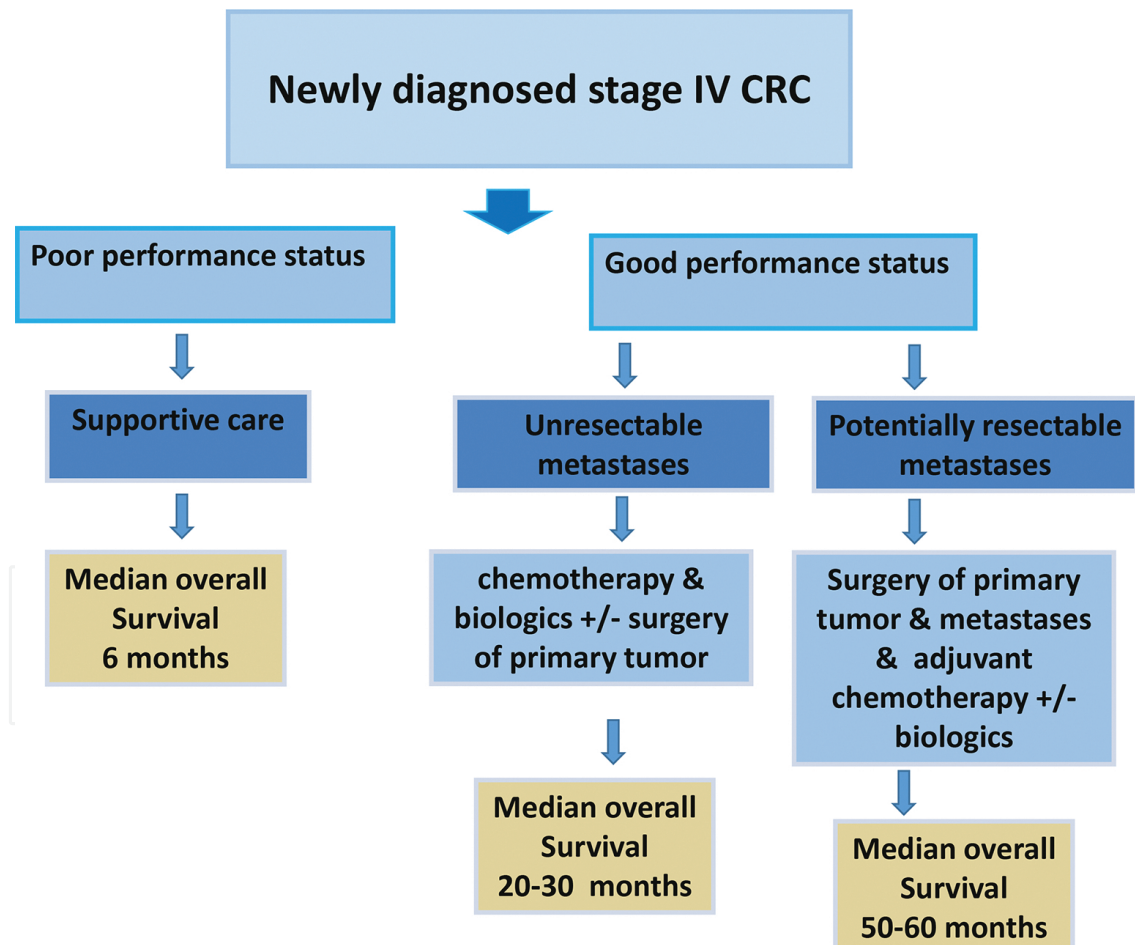 Newly diagnosed stage IV CRC
Poor performance status
Good performance status
Supportive care
Unresectable
metastases
Potentially resectable
metastases
Median overall
Survival
6 months
chemotherapy &
biologics +/- surgery
of primary tumor
Surgery of primary
tumor & metastases
& adjuvant
chemotherapy +/-
biologics
Median overall
Survival
20-30 months
Median overall
Survival
50-60 months